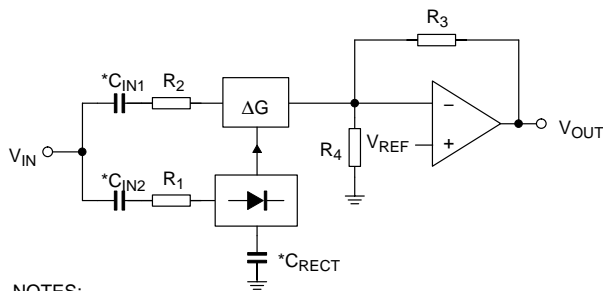 R3
*CIN1
R2
ΔG
−
VOUT
VIN
R4
VREF
+
*CIN2
R1
*CRECT
NOTES: